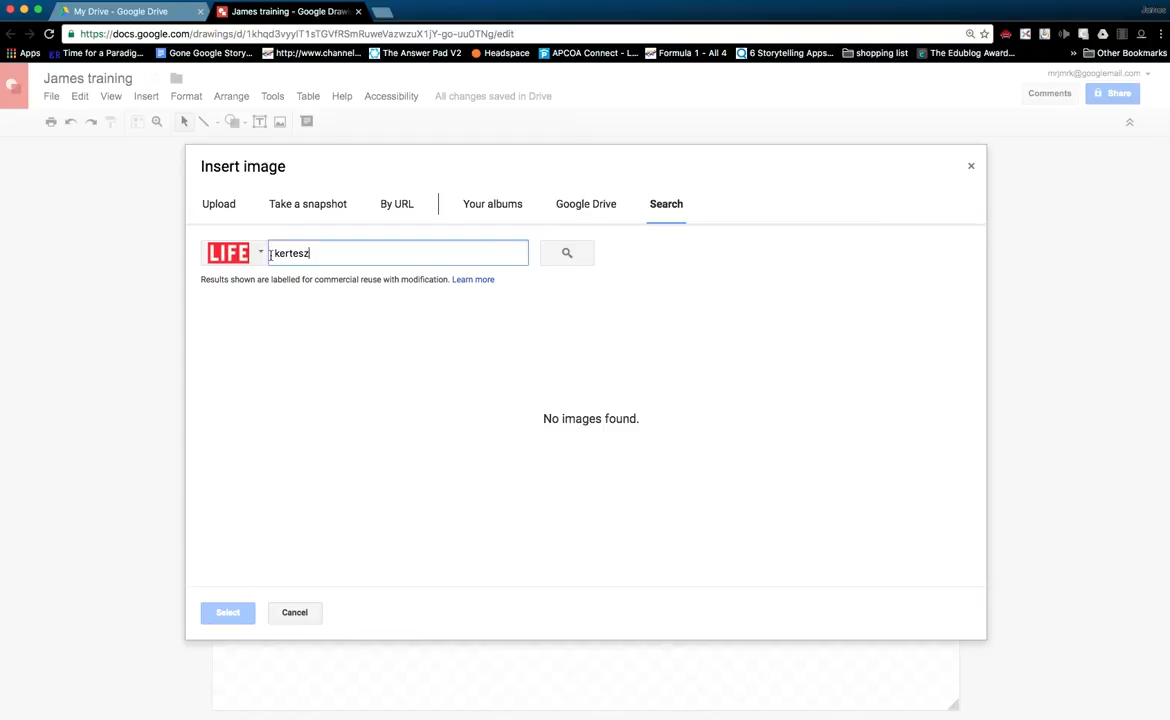 My Drive - Google Drive
James training - Google Draw
James
https://docs.google.com/drawings/d/1khqd3vyylT1sTGVfRSmRuweVazwzuX1jY-go-uu0TNg/edit
Apps
Time for a Paradig...
Gone Google Story...
http://www.channel...
The Answer Pad V2
Headspace
APCOA Connect - L...
Formula 1 - All 4
6 Storytelling Apps...
shopping list
The Edublog Award...
»
Other Bookmarks
James training
mrjmrk@googlemail.com
File Edit View Insert Format Arrange Tools Table Help Accessibility All changes saved in Drive
Comments
Share
Insert image
Upload Take a snapshot By URL Your albums Google Drive Search
LIFE
kertesz
Results shown are labelled for commercial reuse with modification. Learn more
No images found.
Select
Cancel